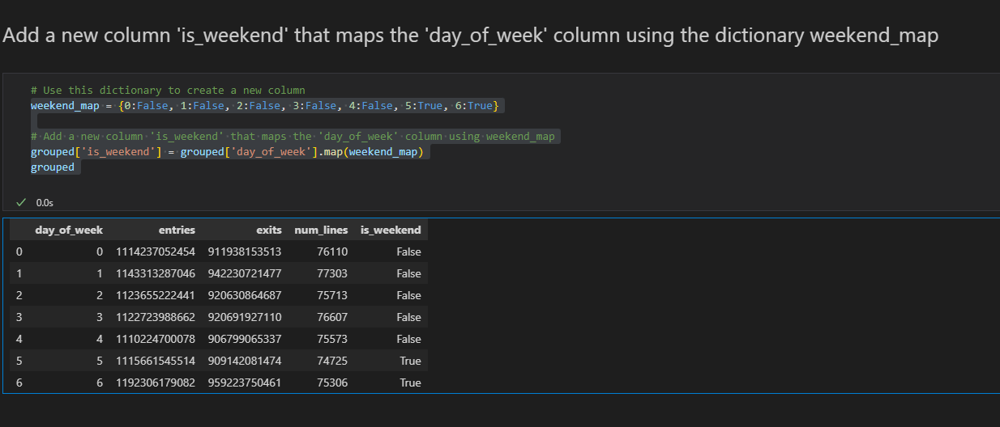 Add a new column 'is_weekend' that maps the 'day_of_week' column using the dictionary weekend_map
# Use this dictionary to create a new column
weekend_map = {0:False, 1:False, 2:False, 3:False, 4:False, 5:True, 6:True}
# Add a new column 'is_weekend' that maps the 'day_of_week' column using weekend_map
grouped['is_weekend'] = grouped['day_of_week'].map(weekend_map)
grouped
0.0s
day_of_week entries exits num_lines is_weekend
0 0 1114237052454 911938153513 76110 False
1 1 1143313287046 942230721477 77303 False
2 2 1123655222441 920630864687 75713 False
3 3 1122723988662 920691927110 76607 False
4 4 1110224700078 906799065337 75573 False
5 5 1115661545514 909142081474 74725 True
6 6 1192306179082 959223750461 75306 True